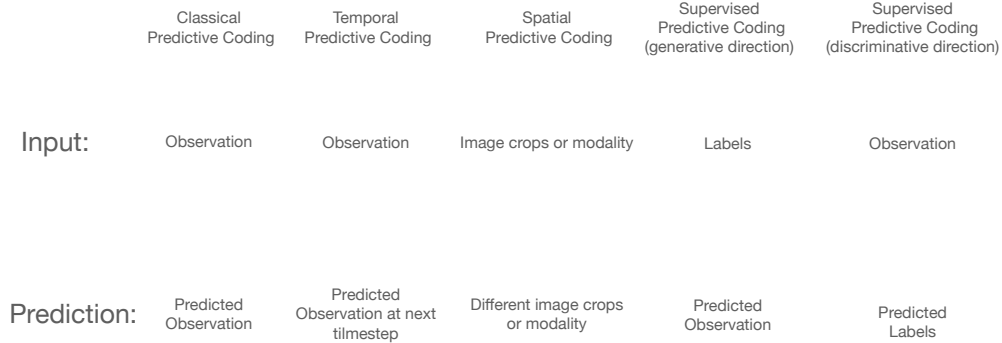 Classical
Predictive Coding
Temporal
Predictive Coding
Spatial
Predictive Coding
Supervised
Predictive Coding
(generative direction)
Supervised
Predictive Coding
(discriminative direction)
Input:
Observation
Observation
Image crops or modality
Labels
Observation
Prediction:
Predicted
Observation
Predicted
Observation at next
tilmestep
Different image crops
or modality
Predicted
Observation
Predicted
Labels